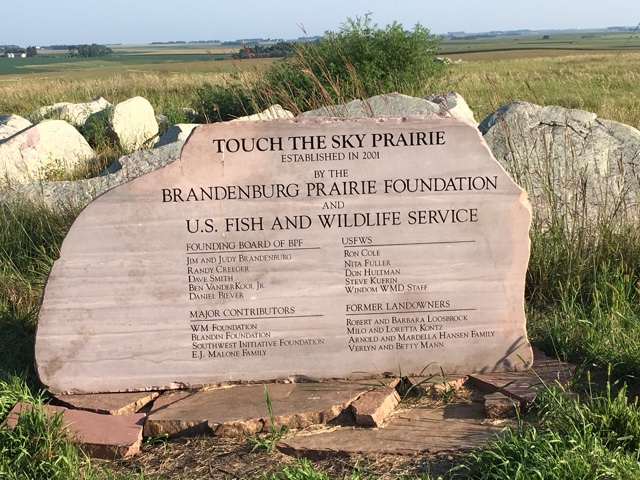 TOUCH THE SKY PRAIRIE
ESTABLISHED IN 2001
BY THE
BRANDENBURG PRAIRIE FOUNDATION
AND
U.S. FISH AND WILDLIFE SERVICE
FOUNDING BOARD OF BPF
JIM AND JUDY BRANDENBURG
RANDY CREEGER
DAVE SMITH
BEN VANDERKOOI, JR.
DANIEL BIEVER
USFWS
RON COLE
NITA FULLER
DON HULTMAN
STEVE KUFRIN
WINDOM WMD STAFF
MAJOR CONTRIBUTORS
WM FOUNDATION
BLANDIN FOUNDATION
SOUTHWEST INITIATIVE FOUNDATION
E.J. MALONE FAMILY
FORMER LANDOWNERS
ROBERT AND BARBARA LOOSBROCK
MILO AND LORETTA KONTZ
ARNOLD AND MARDELLA HANSEN FAMILY
VERLYN AND BETTY MANN